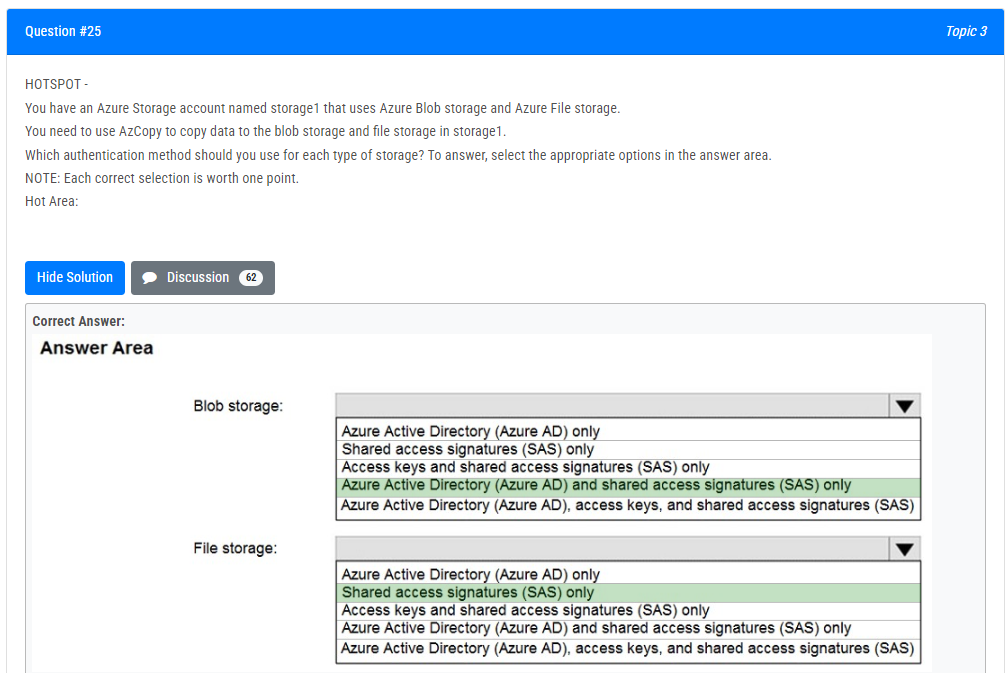 Question #25
Topic 3
HOTSPOT -
You have an Azure Storage account named storage1 that uses Azure Blob storage and Azure File storage.
You need to use AzCopy to copy data to the blob storage and file storage in storage1.
Which authentication method should you use for each type of storage? To answer, select the appropriate options in the answer area.
NOTE: Each correct selection is worth one point.
Hot Area:
Hide Solution
Discussion 62
Correct Answer:
Answer Area
Blob storage:
Azure Active Directory (Azure AD) only
Shared access signatures (SAS) only
Access keys and shared access signatures (SAS) only
Azure Active Directory (Azure AD) and shared access signatures (SAS) only
Azure Active Directory (Azure AD), access keys, and shared access signatures (SAS)
File storage:
Azure Active Directory (Azure AD) only
Shared access signatures (SAS) only
Access keys and shared access signatures (SAS) only
Azure Active Directory (Azure AD) and shared access signatures (SAS) only
Azure Active Directory (Azure AD), access keys, and shared access signatures (SAS)